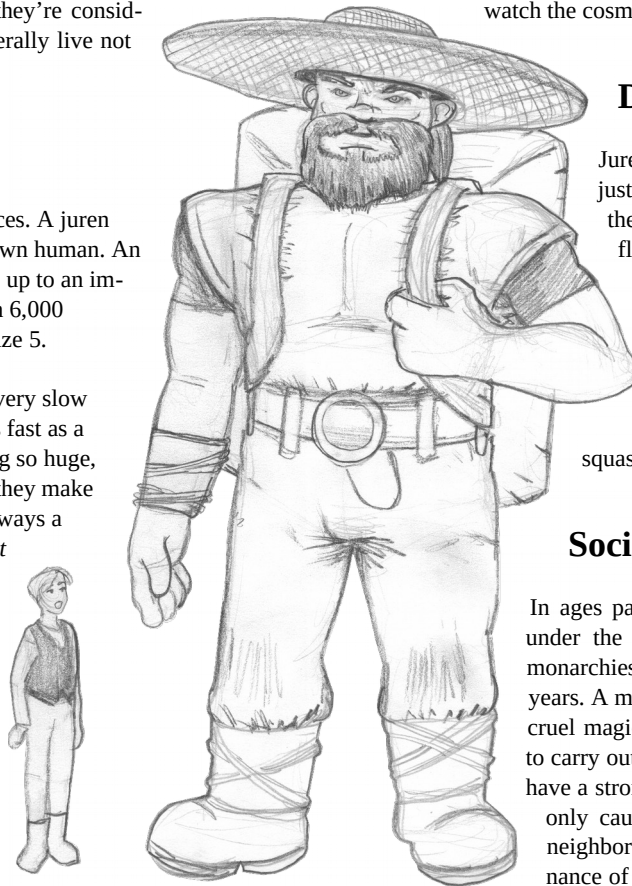 they're consid-
erally live not
ces. A juren
wn human. An
up to an im-
6,000
ze 5.
very slow
fast as a
g so huge,
they make
ways a
t
watch the cosm
D
Jure
just
the
fl
squas
Soci
In ages pa
under the
monarchies
years. A m
cruel magi
to carry out
have a stron
only cau
neighbor
nance of